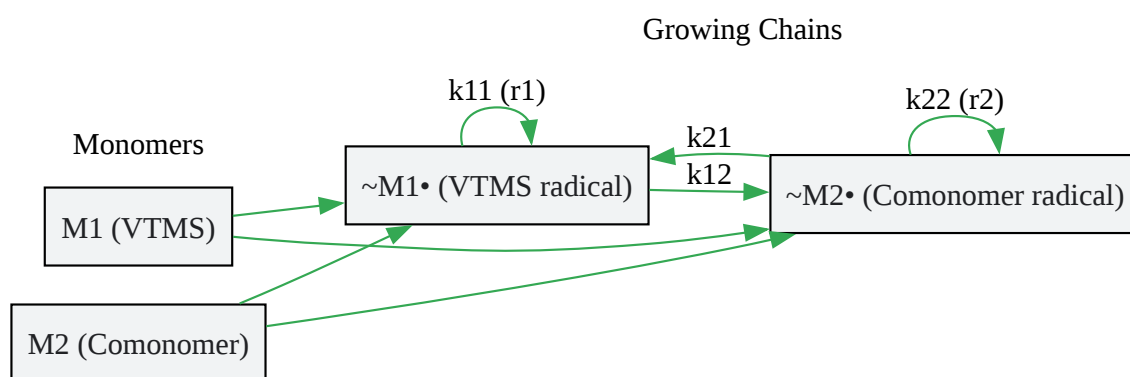 Growing Chains
k11 (r1)
k22 (r2)
Monomers
k21
k12
~M1• (VTMS radical)
~M2• (Comonomer radical)
M1 (VTMS)
M2 (Comonomer)